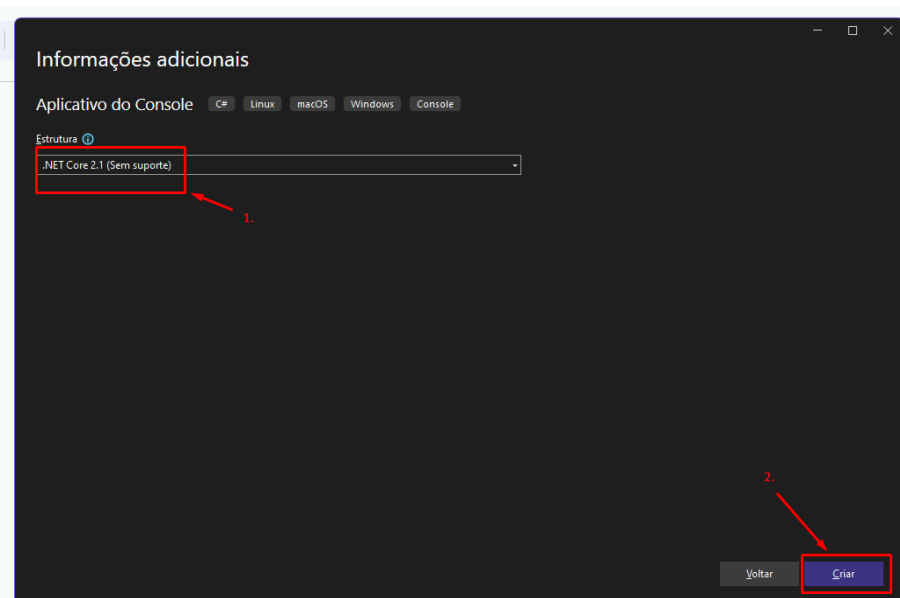 Informações adicionais
Aplicativo do Console C# Linux macOS Windows Console
Estrutura
.NET Core 2.1 (Sem suporte)
1.
2.
Voltar Criar